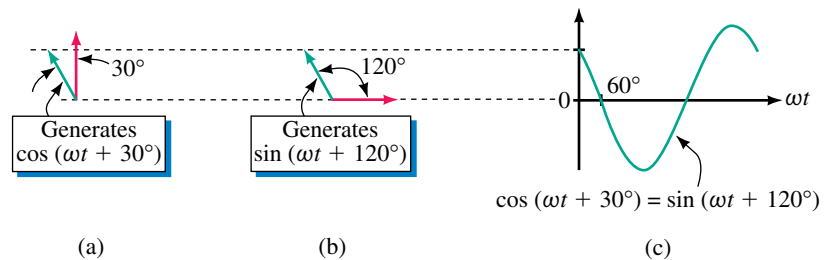 30°
Generates
cos (ωt + 30°)
(a)
120°
Generates
sin (ωt + 120°)
(b)
0
60°
ωt
cos (ωt + 30°) = sin (ωt + 120°)
(c)